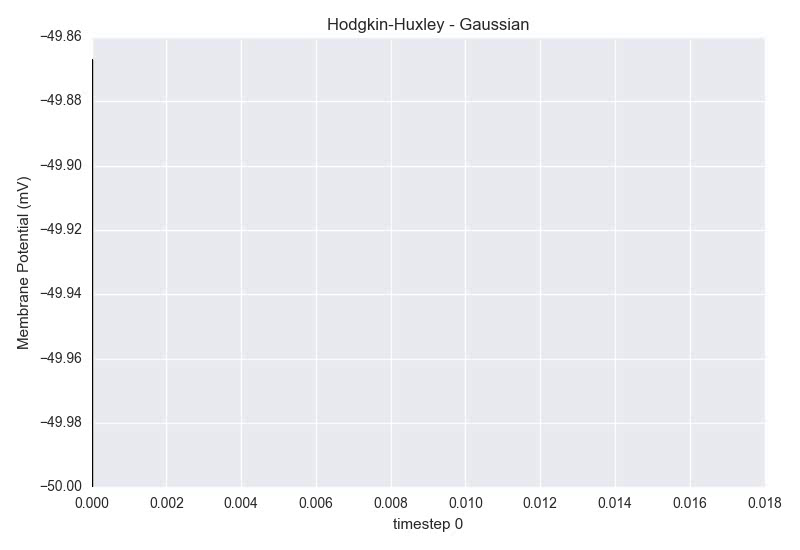 Hodgkin-Huxley - Gaussian
−49.86
−49.88
−49.90
−49.92
−49.94
−49.96
−49.98
−50.00
Membrane Potential (mV)
0.000 0.002 0.004 0.006 0.008 0.010 0.012 0.014 0.016 0.018
timestep 0